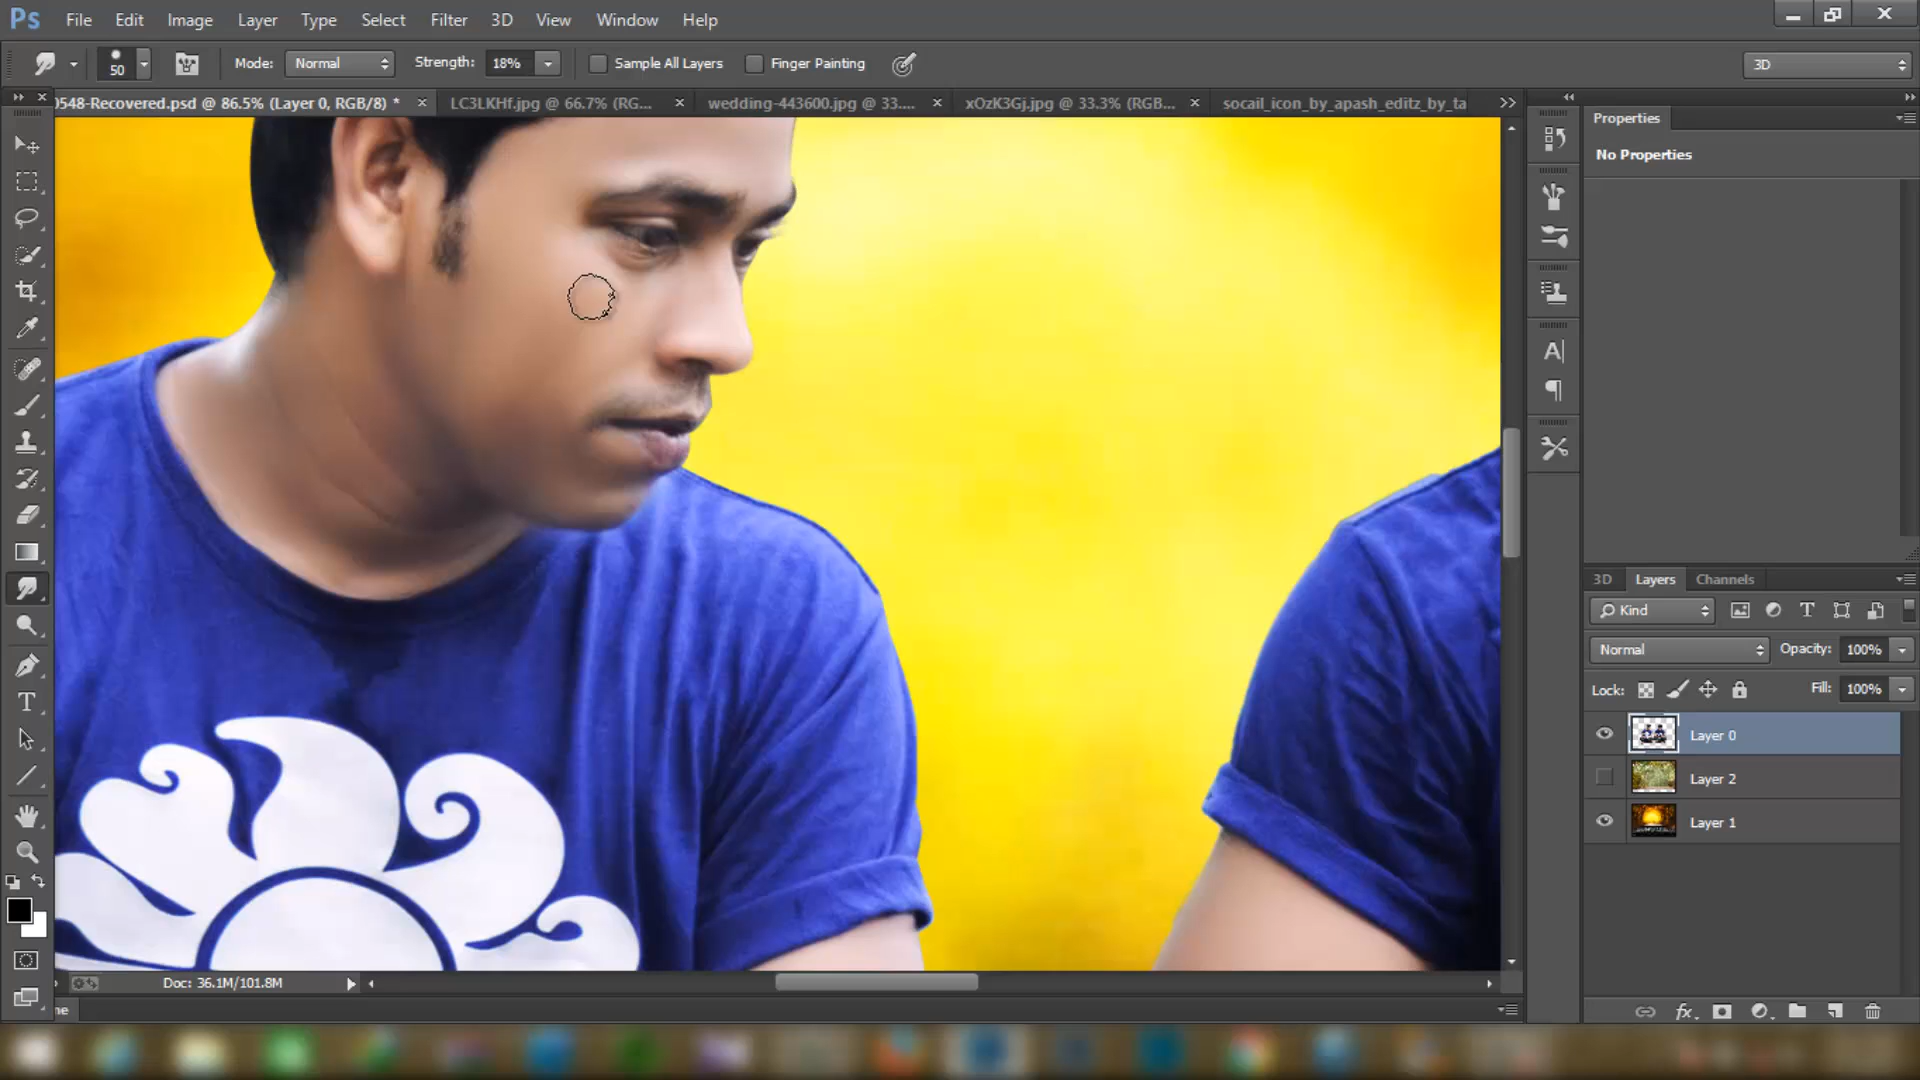 Ps File Edit Image Layer Type Select Filter 3D View Window Help
50 Mode: Normal Strength: 18% Sample All Layers Finger Painting 3D
0548-Recovered.psd @ 86.5% (Layer 0, RGB/8) * LC3LKHf.jpg @ 66.7% (RG... wedding-443600.jpg @ 33.... xOzK3Gj.jpg @ 33.3% (RGB... socail_icon_by_apash_editz_by_ta
Properties
No Properties
3D Layers Channels
Kind
Normal Opacity: 100%
Lock: Fill: 100%
Layer 0
Layer 2
Layer 1
Doc: 36.1M/101.8M
ne